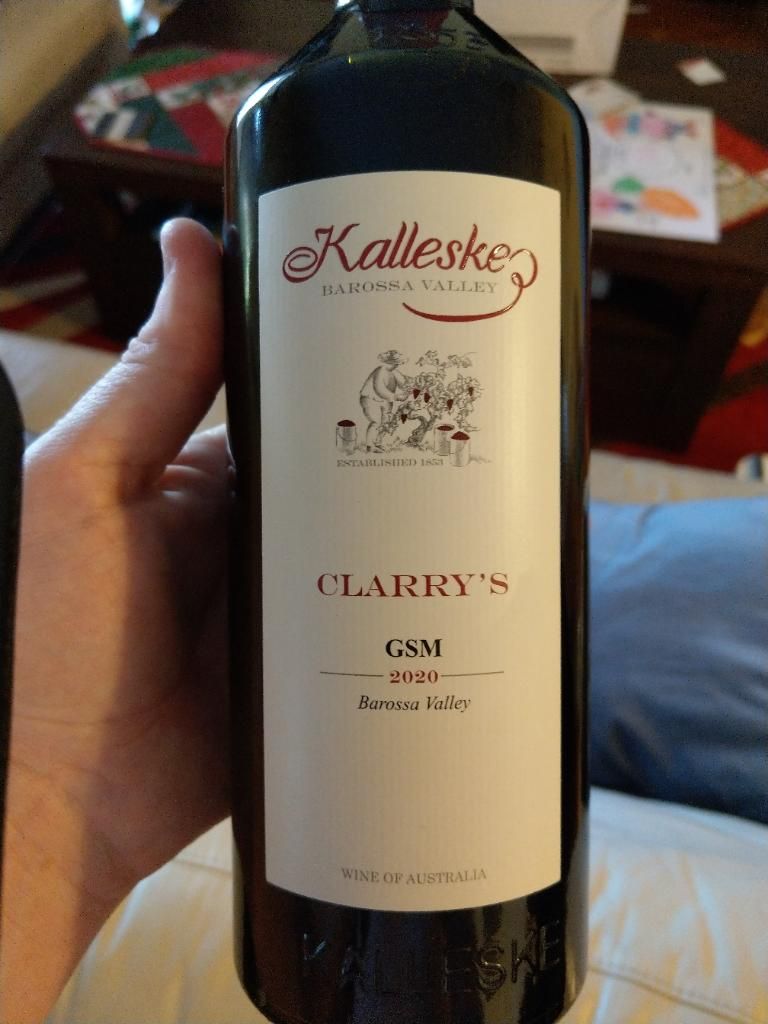 Kalleske
BAROSSA VALLEY
ESTABLISHED 1853
CLARRY'S
GSM
2020
Barossa Valley
WINE OF AUSTRALIA
KALLESKE